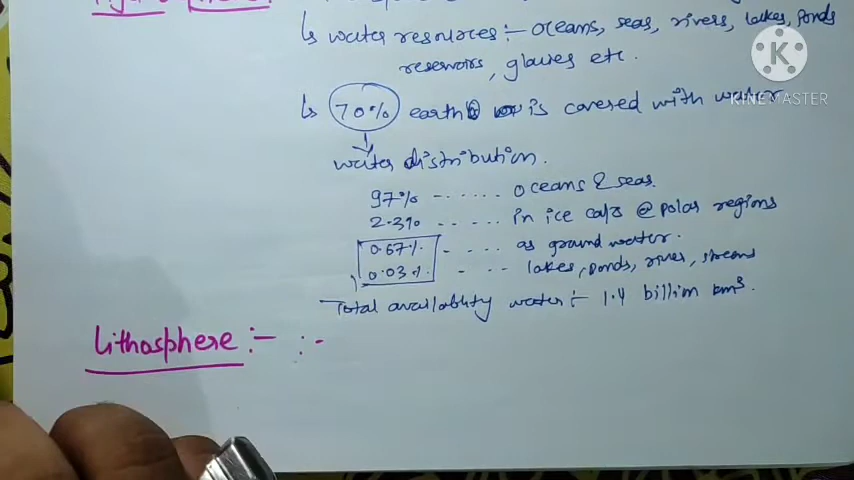 ↳ water resources :- oceans, seas, rivers, lakes, ponds
reservoirs, glaciers etc.
↳ 70% earth is covered with water
water distribution.
97% - ..... oceans & seas.
2.3% ...... in ice caps @ polar regions
0.67% - .... as ground water.
0.03%. - .. lakes, ponds, river, streams
Total availability water :- 1.4 billion km³.
Lithosphere :- :-
K
KINEMASTER